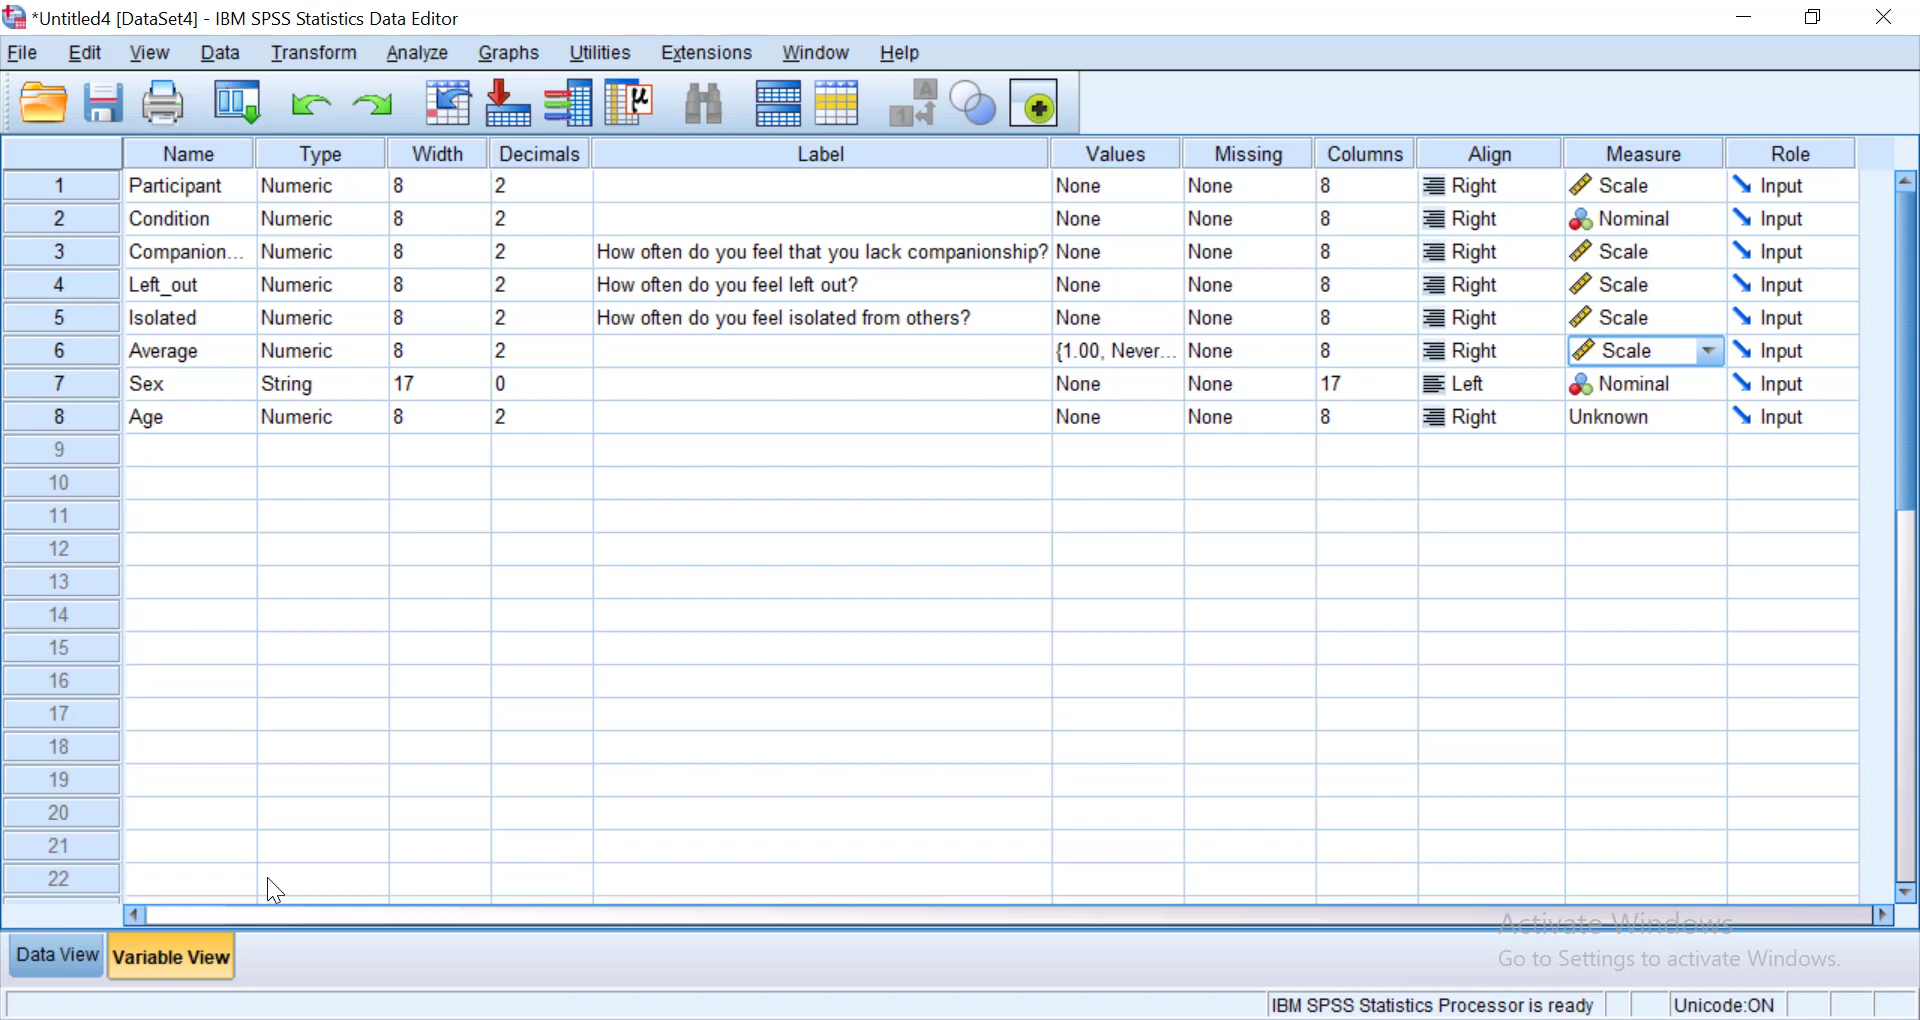 *Untitled4 [DataSet4] - IBM SPSS Statistics Data Editor
File Edit View Data Transform Analyze Graphs Utilities Extensions Window Help
Name Type Width Decimals Label Values Missing Columns Align Measure Role
1 Participant Numeric 8 2 None None 8 Right Scale Input
2 Condition Numeric 8 2 None None 8 Right Nominal Input
3 Companion... Numeric 8 2 How often do you feel that you lack companionship? None None 8 Right Scale Input
4 Left_out Numeric 8 2 How often do you feel left out? None None 8 Right Scale Input
5 Isolated Numeric 8 2 How often do you feel isolated from others? None None 8 Right Scale Input
6 Average Numeric 8 2 {1.00, Never... None 8 Right Scale Input
7 Sex String 17 0 None None 17 Left Nominal Input
8 Age Numeric 8 2 None None 8 Right Unknown Input
9
10
11
12
13
14
15
16
17
18
19
20
21
22
Activate Windows
Data View Variable View Go to Settings to activate Windows.
IBM SPSS Statistics Processor is ready Unicode:ON